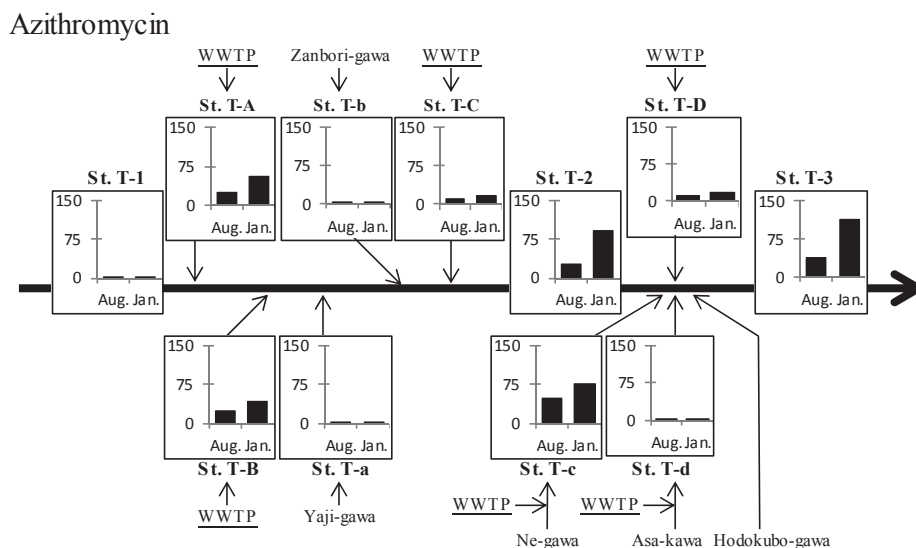 Azithromycin
WWTP
Zanbori-gawa
WWTP
WWTP
St. T-A
St. T-b
St. T-C
St. T-D
150
75
0
Aug. Jan.
150
75
0
Aug. Jan.
150
75
0
Aug. Jan.
150
75
0
Aug. Jan.
St. T-1
St. T-2
St. T-3
150
75
0
Aug. Jan.
150
75
0
Aug. Jan.
150
75
0
Aug. Jan.
150
75
0
Aug. Jan.
150
75
0
Aug. Jan.
150
75
0
Aug. Jan.
150
75
0
Aug. Jan.
St. T-B
St. T-a
St. T-c
St. T-d
WWTP
Yaji-gawa
WWTP
WWTP
Ne-gawa
Asa-kawa
Hodokubo-gawa